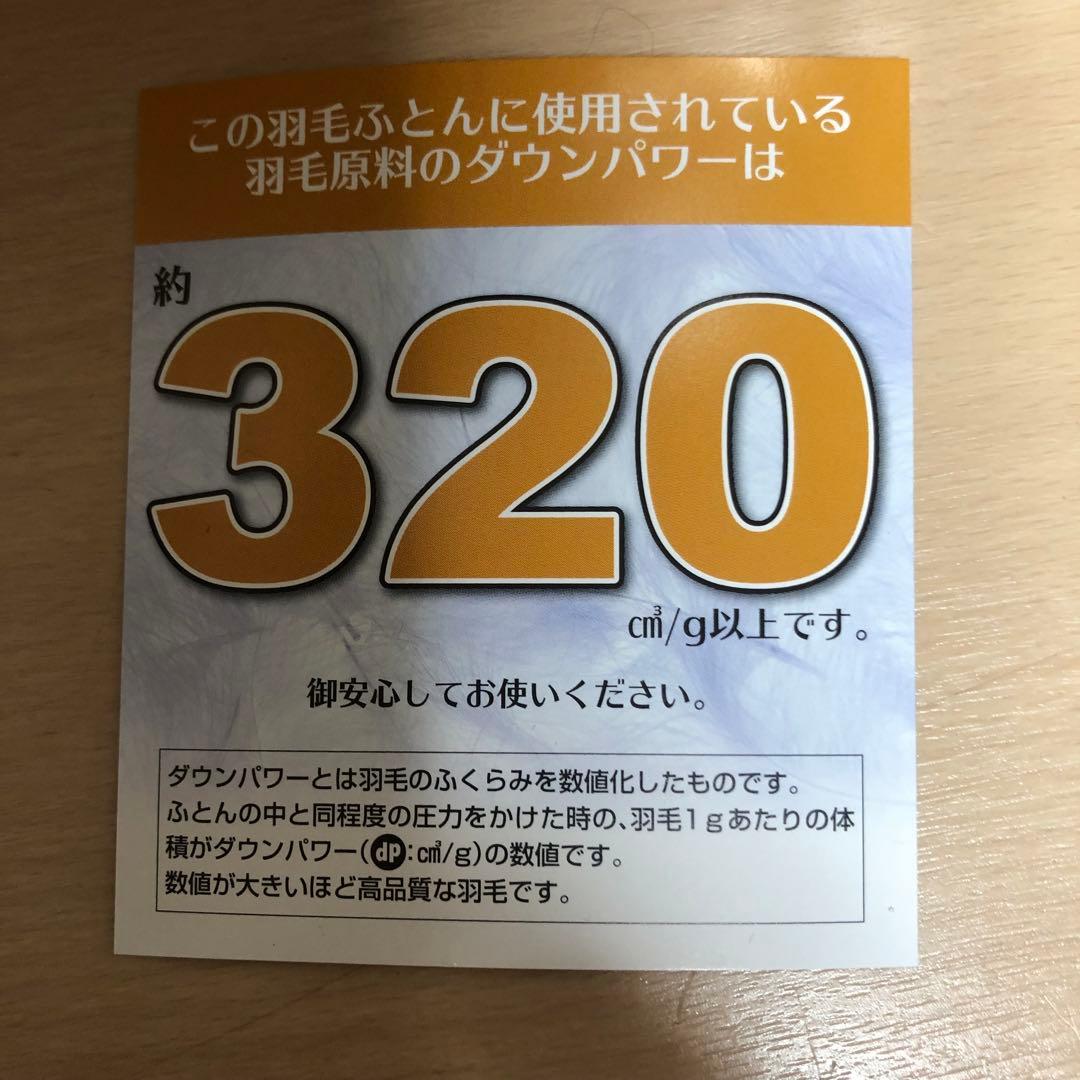 この羽毛ふとんに使用されている
羽毛原料のダウンパワーは
約
320
c㎥/g以上です。
御安心してお使いください。
ダウンパワーとは羽毛のふくらみを数値化したものです。
ふとんの中と同程度の圧力をかけた時の、羽毛1gあたりの体
積がダウンパワー(dp:c㎥/g)の数値です。
数値が大きいほど高品質な羽毛です。